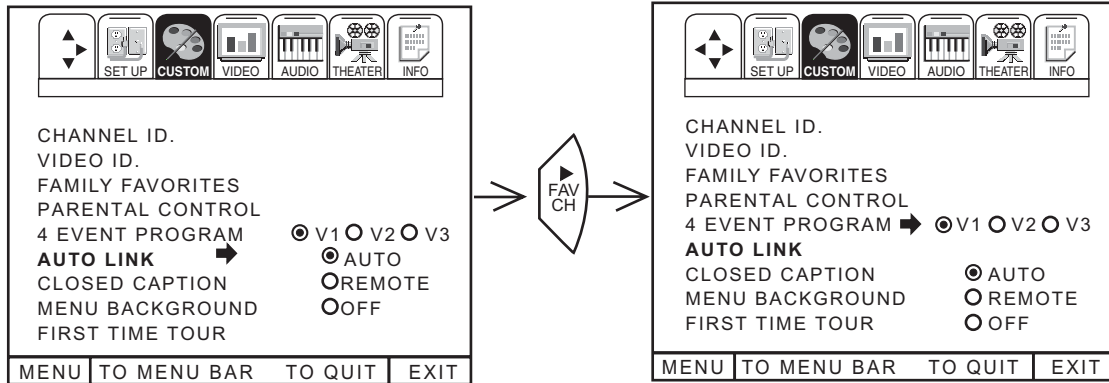 SET UP CUSTOM VIDEO AUDIO THEATER INFO
CHANNEL ID.
VIDEO ID.
FAMILY FAVORITES
PARENTAL CONTROL
4 EVENT PROGRAM V1 V2 V3
AUTO LINK AUTO
CLOSED CAPTION REMOTE
MENU BACKGROUND OFF
FIRST TIME TOUR
MENU TO MENU BAR TO QUIT EXIT
FAV
CH
SET UP CUSTOM VIDEO AUDIO THEATER INFO
CHANNEL ID.
VIDEO ID.
FAMILY FAVORITES
PARENTAL CONTROL
4 EVENT PROGRAM V1 V2 V3
AUTO LINK
CLOSED CAPTION AUTO
MENU BACKGROUND REMOTE
FIRST TIME TOUR OFF
MENU TO MENU BAR TO QUIT EXIT